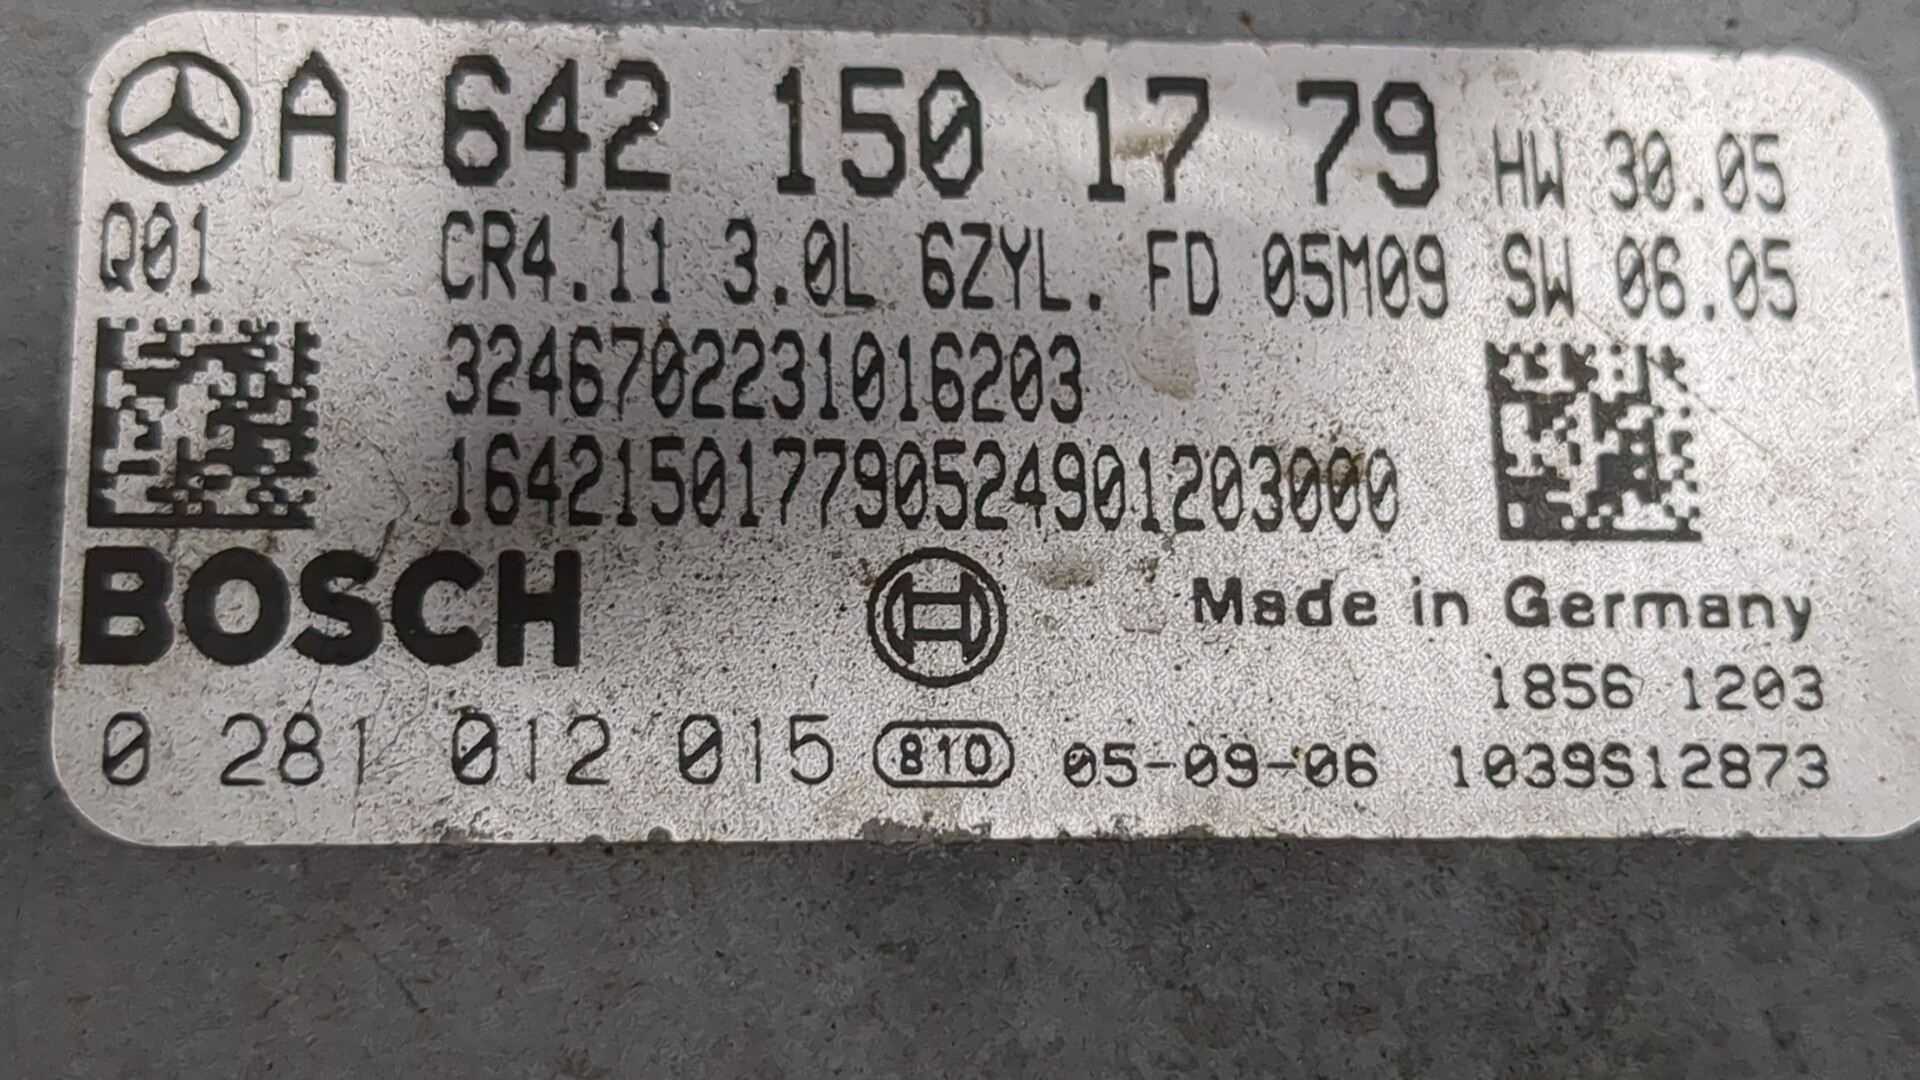 A 642 150 17 79 HW 30.05
Q01 CR4.11 3.0L 6ZYL. FD 05M09 SW 06.05
3246702231016203
164215017790524901203000
BOSCH
Made in Germany
1856 1203
0 281 012 015 810 05-09-06 1039S12873